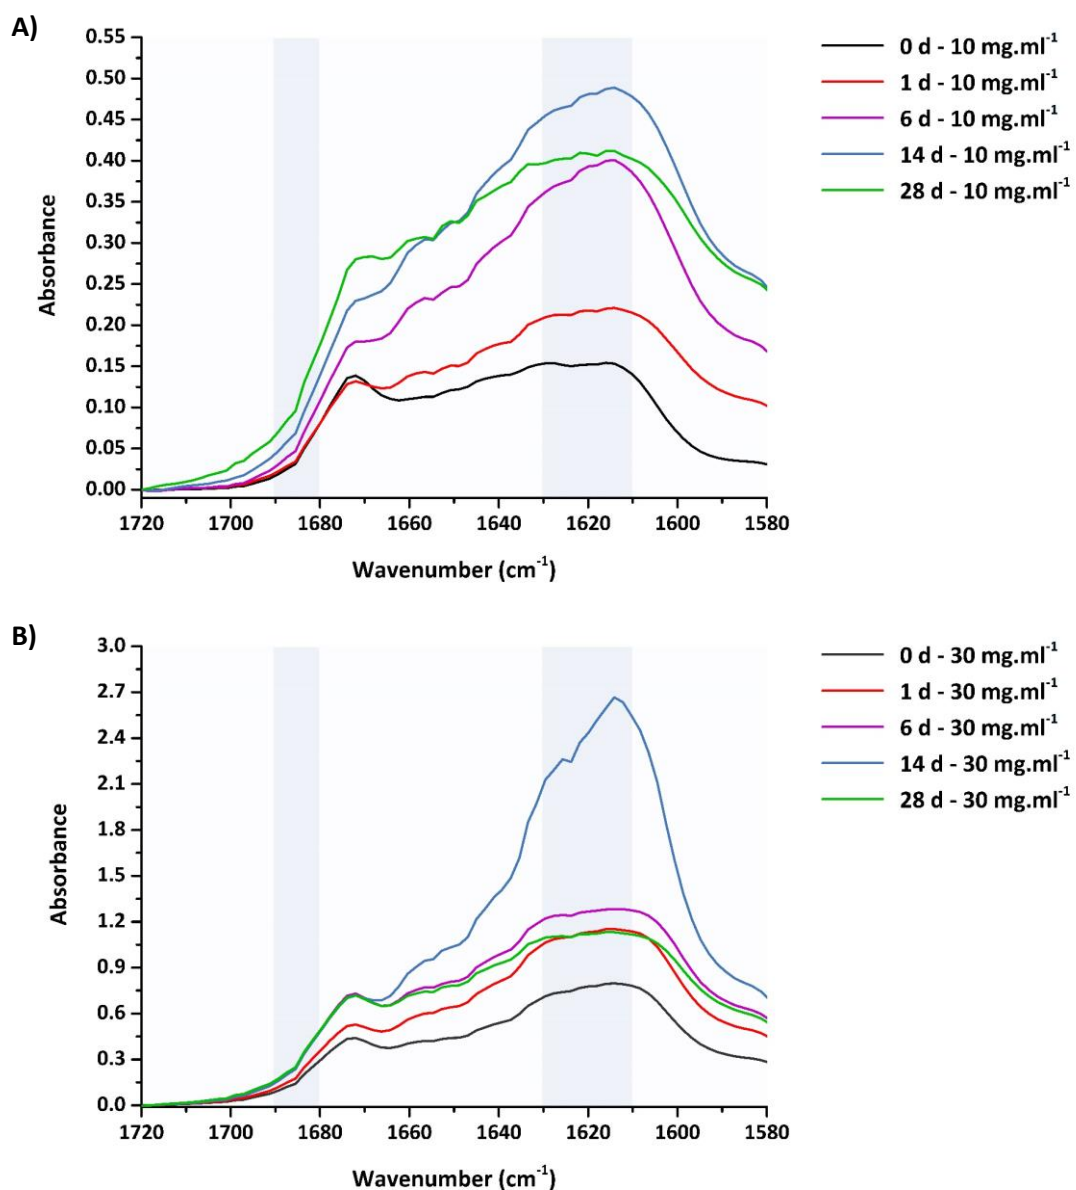 A)
0.55
0.50
0.45
0.40
0.35
0.30
0.25
0.20
0.15
0.10
0.05
0.00
Absorbance
1720 1700 1680 1660 1640 1620 1600 1580
Wavenumber (cm⁻¹)
0 d - 10 mg.ml⁻¹
1 d - 10 mg.ml⁻¹
6 d - 10 mg.ml⁻¹
14 d - 10 mg.ml⁻¹
28 d - 10 mg.ml⁻¹
B)
3.0
2.7
2.4
2.1
1.8
1.5
1.2
0.9
0.6
0.3
0.0
Absorbance
1720 1700 1680 1660 1640 1620 1600 1580
Wavenumber (cm⁻¹)
0 d - 30 mg.ml⁻¹
1 d - 30 mg.ml⁻¹
6 d - 30 mg.ml⁻¹
14 d - 30 mg.ml⁻¹
28 d - 30 mg.ml⁻¹